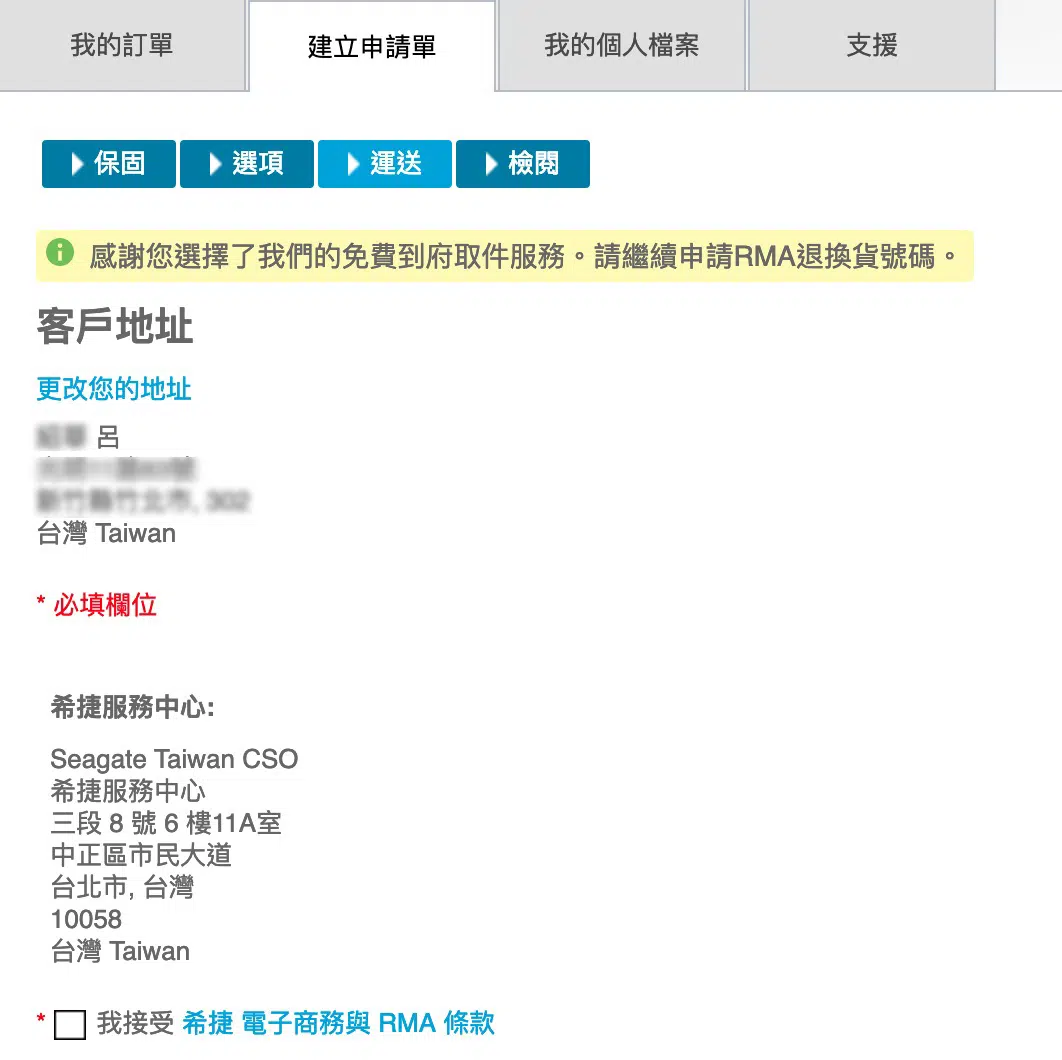 我的訂單
建立申請單
我的個人檔案
支援
保固
選項
運送
檢閱
感謝您選擇了我們的免費到府取件服務。請繼續申請RMA退換貨號碼。
客戶地址
更改您的地址
呂
台灣 Taiwan
* 必填欄位
希捷服務中心:
Seagate Taiwan CSO
希捷服務中心
三段 8 號 6 樓11A室
中正區市民大道
台北市, 台灣
10058
台灣 Taiwan
* 我接受 希捷 電子商務與 RMA 條款